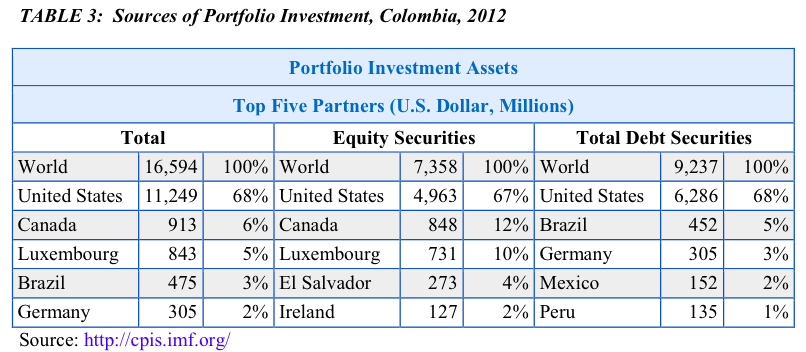 TABLE 3: Sources of Portfolio Investment, Colombia, 2012
Portfolio Investment Assets
Top Five Partners (U.S. Dollar, Millions)
Total Equity Securities Total Debt Securities
World 16,594 100% World 7,358 100% World 9,237 100%
United States 11,249 68% United States 4,963 67% United States 6,286 68%
Canada 913 6% Canada 848 12% Brazil 452 5%
Luxembourg 843 5% Luxembourg 731 10% Germany 305 3%
Brazil 475 3% El Salvador 273 4% Mexico 152 2%
Germany 305 2% Ireland 127 2% Peru 135 1%
Source: http://cpis.imf.org/